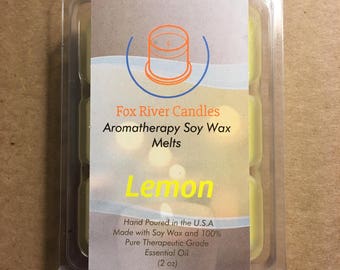 Fox River Candles
Aromatherapy Soy Wax
Melts
Lemon
Hand Poured in the U.S.A
Made with Soy Wax and 100%
Pure Therapeutic Grade
Essential Oil
(2 oz)